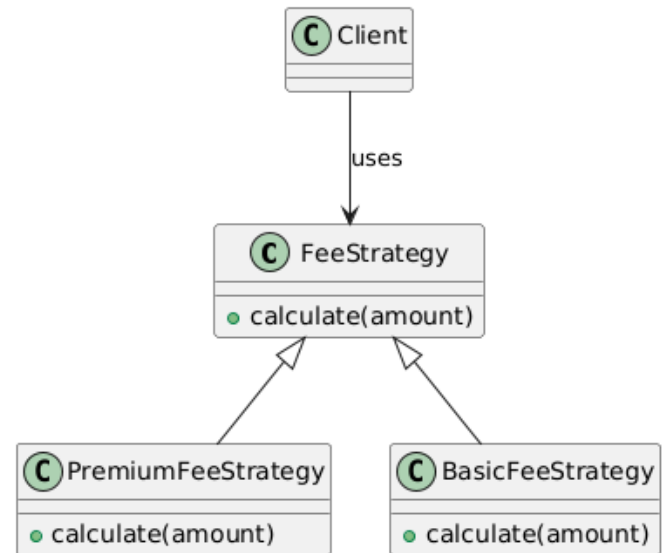 C Client
uses
C FeeStrategy
calculate(amount)
C PremiumFeeStrategy
calculate(amount)
C BasicFeeStrategy
calculate(amount)